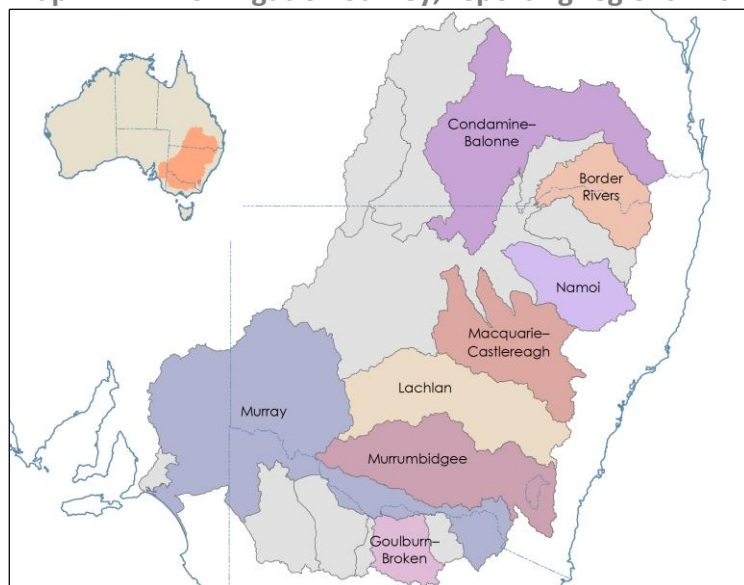 Condamine–
Balonne
Border
Rivers
Namoi
Macquarie–
Castlereagh
Lachlan
Murray
Murrumbidgee
Goulburn–
Broken